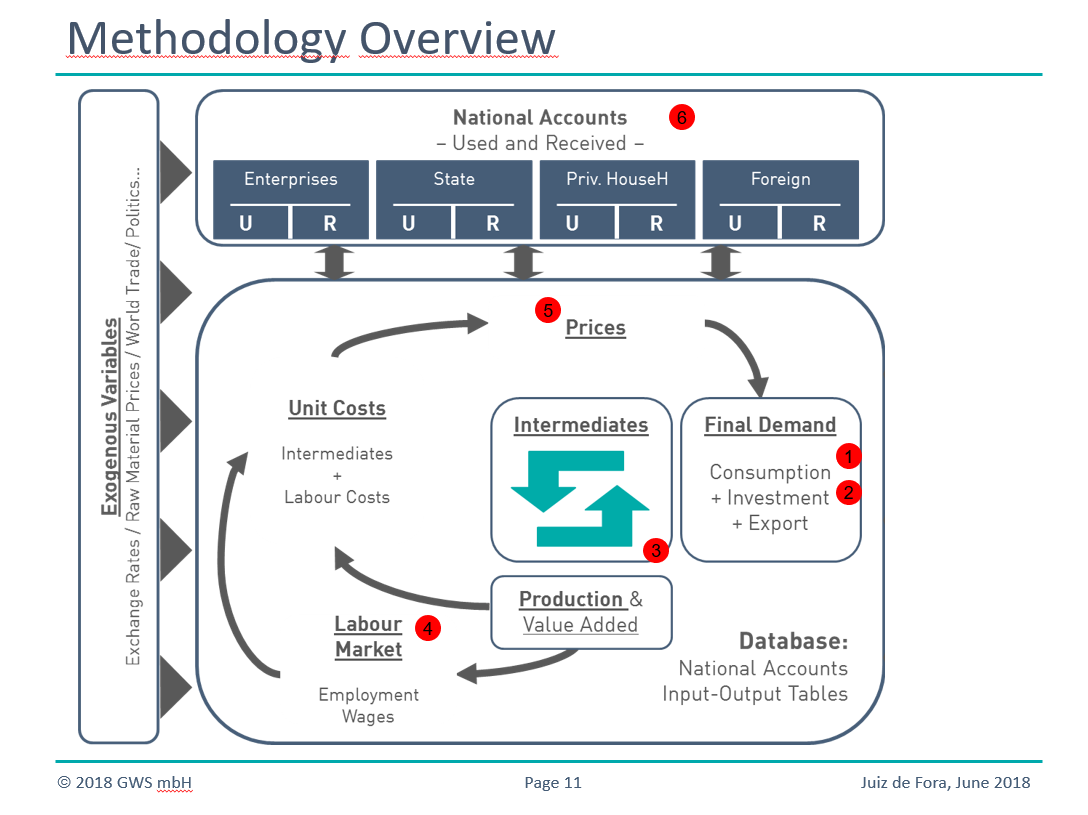 Methodology Overview
Exogenous Variables
Exchange Rates / Raw Material Prices / World Trade/ Politics...
National Accounts
6
– Used and Received –
Enterprises
U R
State
U R
Priv. HouseH
U R
Foreign
U R
5
Prices
Unit Costs
Intermediates
+
Labour Costs
Intermediates
3
Final Demand
1
Consumption
+ Investment
2
+ Export
Production &
Value Added
Labour
Market
4
Employment
Wages
Database:
National Accounts
Input-Output Tables
© 2018 GWS mbH
Page 11
Juiz de Fora, June 2018